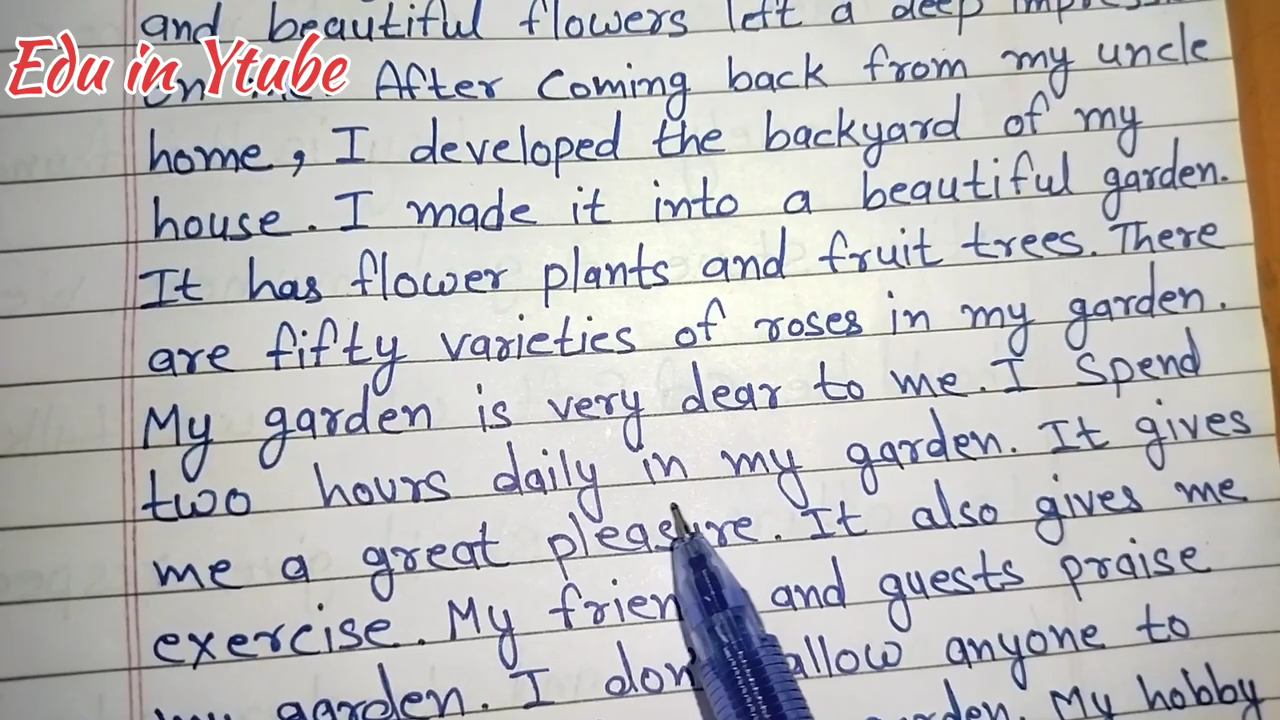 and beautiful flowers left a deep
Edu in Ytube
on me. After coming back from my uncle
home, I developed the backyard of my
house. I made it into a beautiful garden.
It has flower plants and fruit trees. There
are fifty varieties of roses in my garden.
My garden is very dear to me. I spend
two hours daily in my garden. It gives
me a great pleasure. It also gives me
exercise. My and guests praise
my garden. I allow anyone to
My hobby